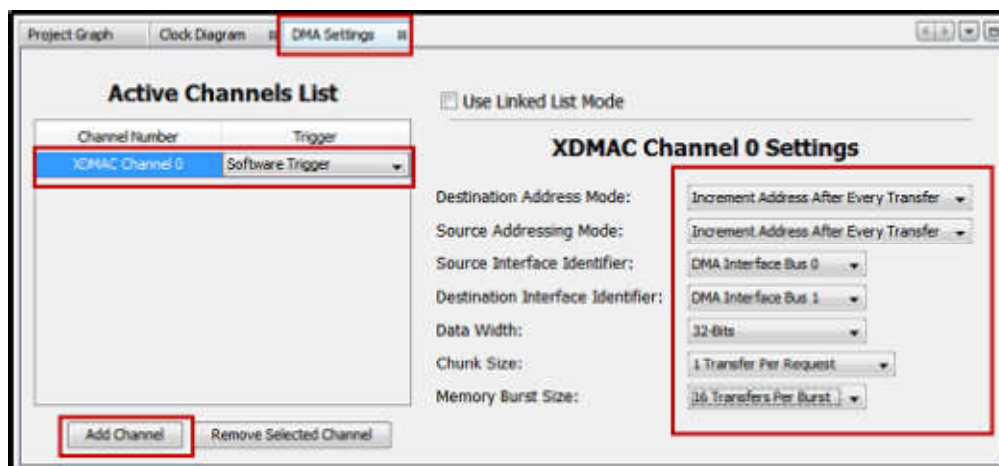 Project Graph Clock Diagram DMA Settings
Active Channels List
Channel Number Trigger
XDMAC Channel 0 Software Trigger
Add Channel Remove Selected Channel
Use Linked List Mode
XDMAC Channel 0 Settings
Destination Address Mode: Increment Address After Every Transfer
Source Addressing Mode: Increment Address After Every Transfer
Source Interface Identifier: DMA Interface Bus 0
Destination Interface Identifier: DMA Interface Bus 1
Data Width: 32-Bits
Chunk Size: 1 Transfer Per Request
Memory Burst Size: 16 Transfers Per Burst